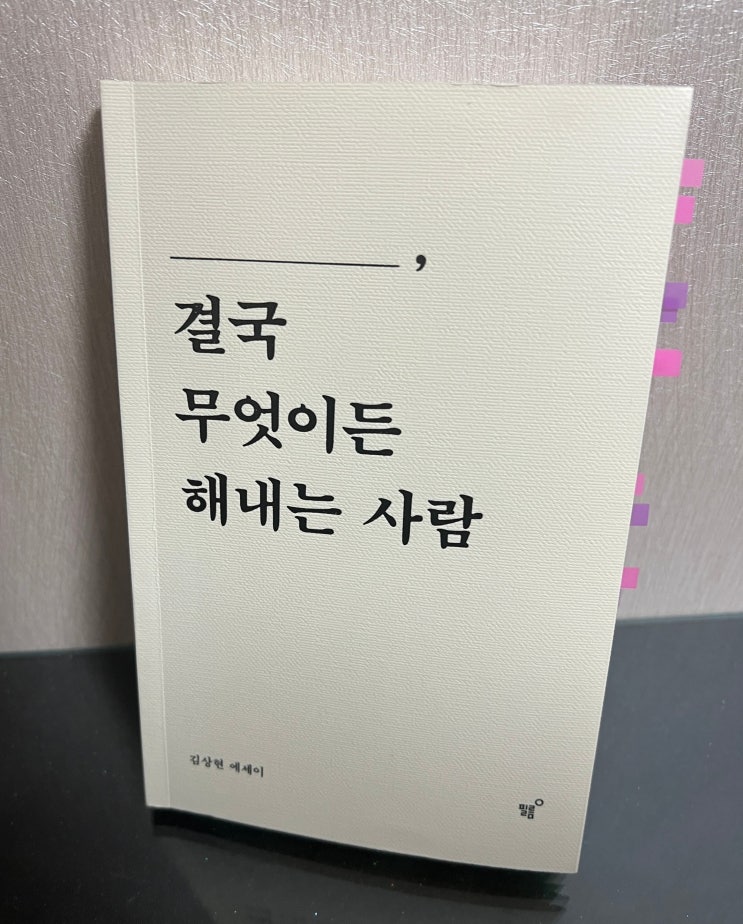 ,
결국
무엇이든
해내는 사람
김상현 에세이
필름